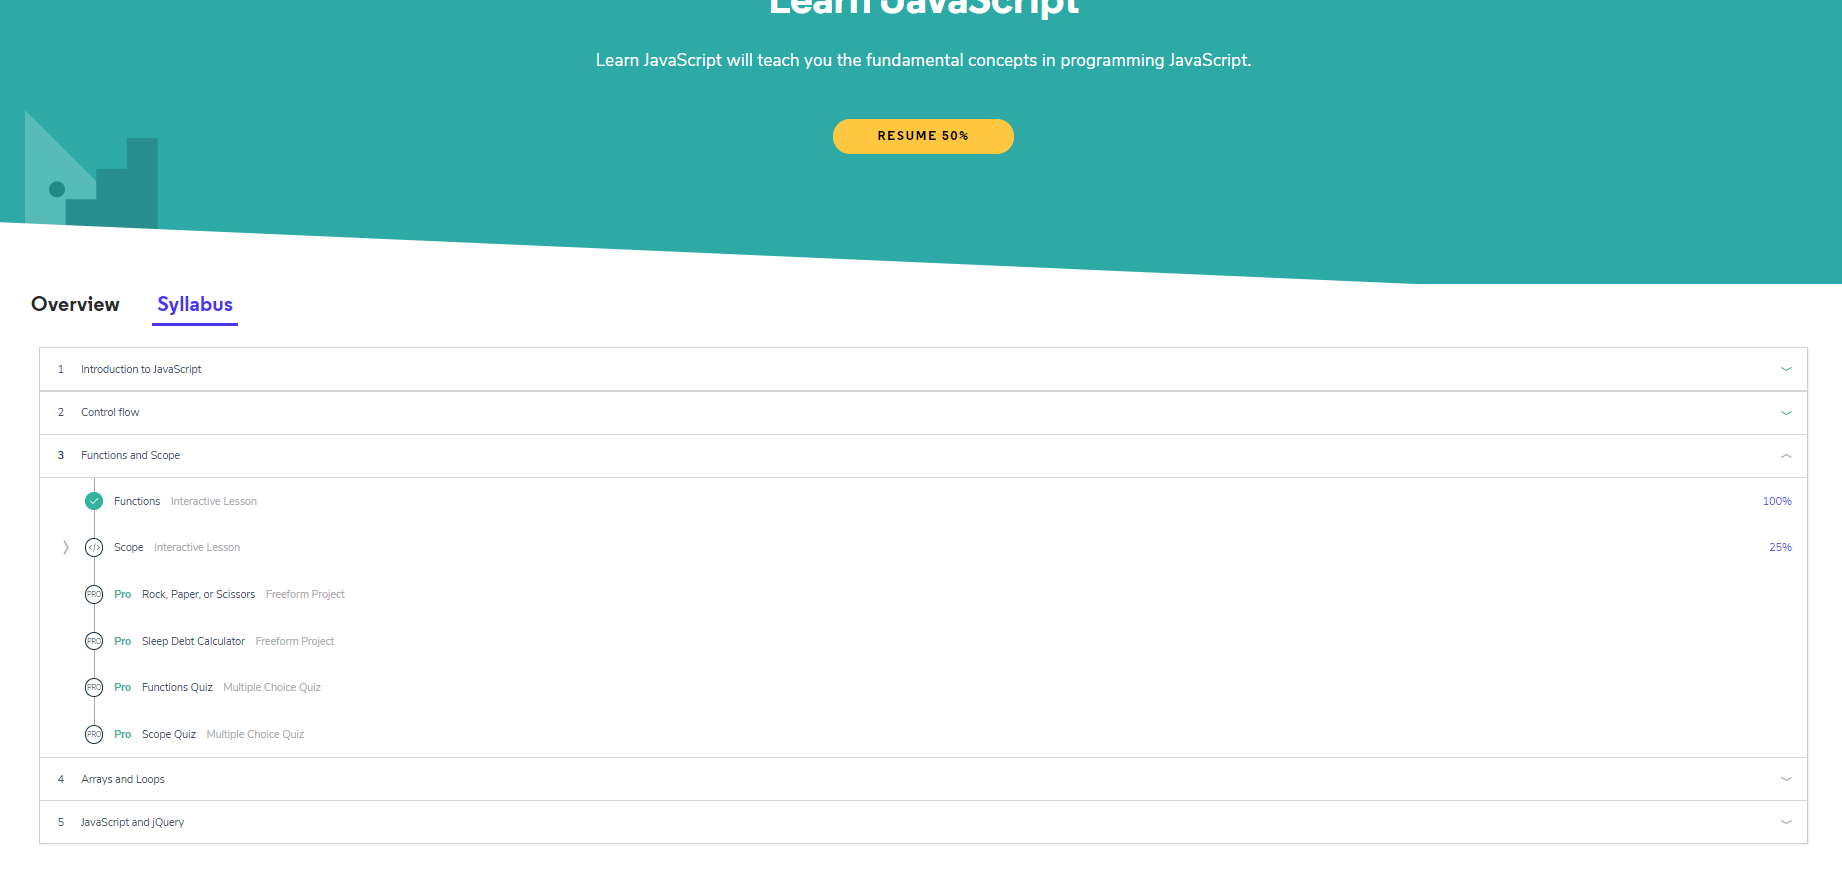 Learn JavaScript
Learn JavaScript will teach you the fundamental concepts in programming JavaScript.
RESUME 50%
Overview Syllabus
1 Introduction to JavaScript
2 Control flow
3 Functions and Scope
Functions Interactive Lesson 100%
</> Scope Interactive Lesson 25%
PRO Pro Rock, Paper, or Scissors Freeform Project
PRO Pro Sleep Debt Calculator Freeform Project
PRO Pro Functions Quiz Multiple Choice Quiz
PRO Pro Scope Quiz Multiple Choice Quiz
4 Arrays and Loops
5 JavaScript and jQuery